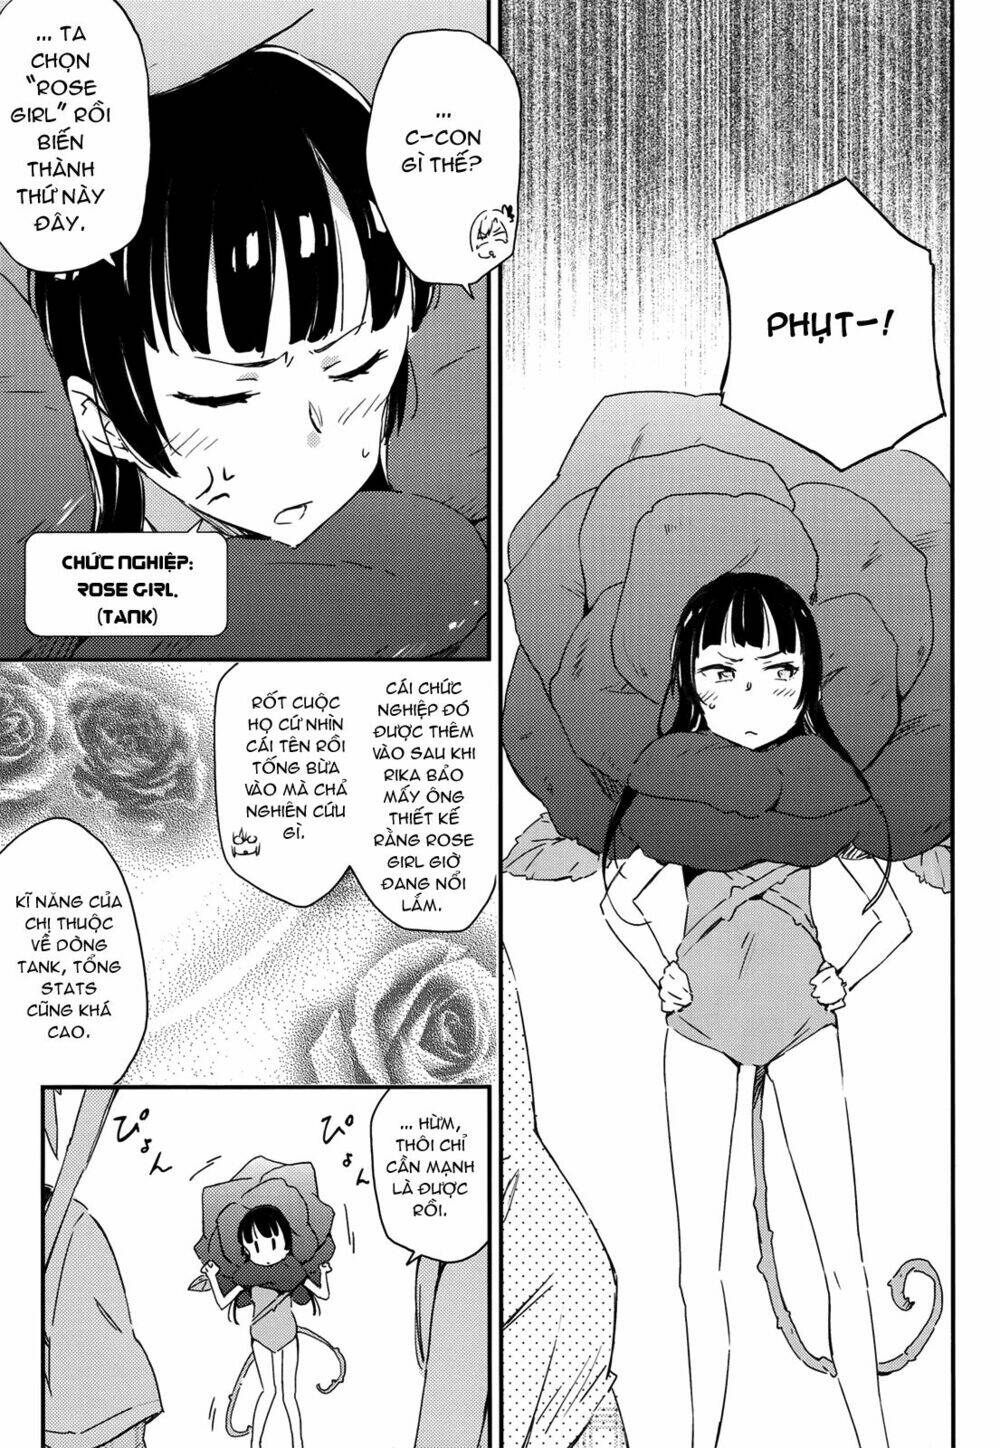 PHỤT-!
...
C-CON
GÌ THẾ?
... TA
CHỌN
"ROSE
GIRL" RỒI
BIẾN
THÀNH
THỨ NÀY
ĐÂY.
CHỨC NGHIỆP:
ROSE GIRL.
(TANK)
CÁI CHỨC
NGHIỆP ĐÓ
ĐƯỢC THÊM
VÀO SAU KHI
RIKA BẢO
MẤY ÔNG
THIẾT KẾ
RẰNG ROSE
GIRL GIỜ
ĐANG NỔI
LẮM.
RỐT CUỘC
HỌ CỨ NHÌN
CÁI TÊN RỒI
TỐNG BỪA
VÀO MÀ CHẢ
NGHIÊN CỨU
GÌ.
KĨ NĂNG CỦA
CHỊ THUỘC
VỀ DÒNG
TANK, TỔNG
STATS
CŨNG KHÁ
CAO.
... HỪM,
THÔI CHỈ
CẦN MẠNH
LÀ ĐƯỢC
RỒI.
ぴょん
ぴょん